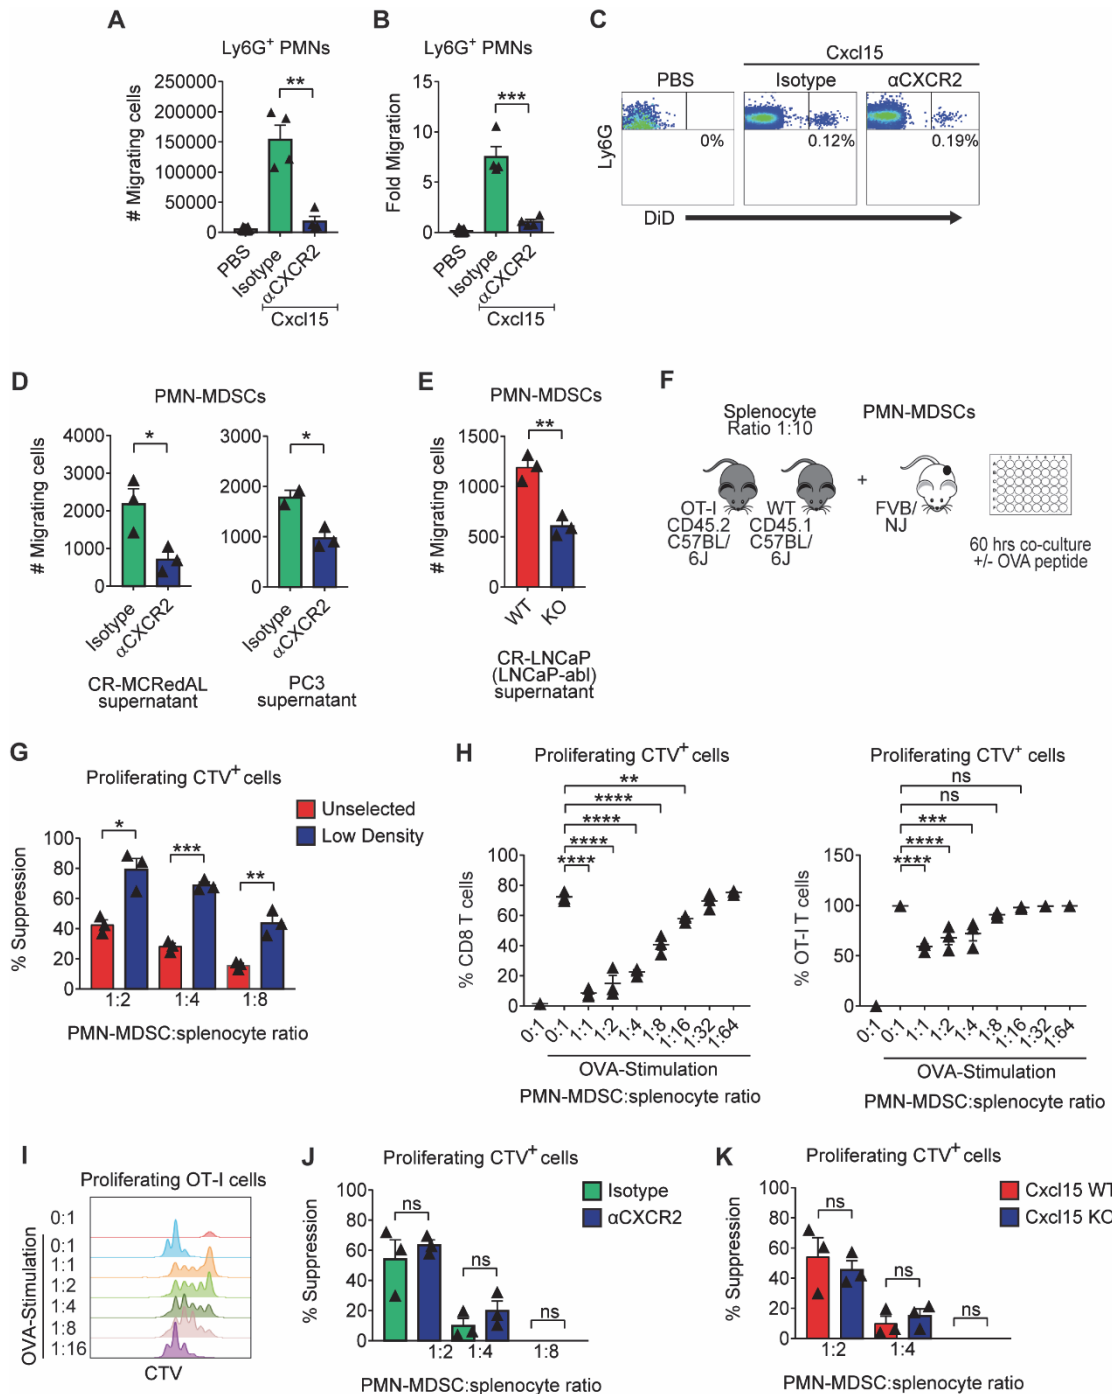 A
Ly6G+ PMNs
# Migrating cells
250000
200000
150000
100000
50000
0
**
PBS
Isotype
αCXCR2
Cxcl15
B
Ly6G+ PMNs
Fold Migration
15
10
5
0
***
PBS
Isotype
αCXCR2
Cxcl15
C
Cxcl15
PBS
Isotype
αCXCR2
Ly6G
0%
0.12%
0.19%
DiD
D
PMN-MDSCs
# Migrating cells
4000
3000
2000
1000
0
*
Isotype
αCXCR2
CR-MCRedAL
supernatant
3000
2000
1000
0
*
Isotype
αCXCR2
PC3
supernatant
E
PMN-MDSCs
# Migrating cells
1500
1000
500
0
**
WT
KO
CR-LNCaP
(LNCaP-abl)
supernatant
F
Splenocyte
Ratio 1:10
PMN-MDSCs
+
OT-I
CD45.2
C57BL/
6J
WT
CD45.1
C57BL/
6J
FVB/
NJ
60 hrs co-culture
+/- OVA peptide
G
Proliferating CTV+ cells
Unselected
Low Density
% Suppression
100
80
60
40
20
0
*
***
**
1:2
1:4
1:8
PMN-MDSC:splenocyte ratio
H
Proliferating CTV+ cells
% CD8 T cells
100
80
60
40
20
0
**
****
****
****
****
0:1
0:1
1:1
1:2
1:4
1:8
1:16
1:32
1:64
OVA-Stimulation
PMN-MDSC:splenocyte ratio
Proliferating CTV+ cells
% OT-I T cells
150
100
50
0
ns
ns
***
****
****
0:1
0:1
1:1
1:2
1:4
1:8
1:16
1:32
1:64
OVA-Stimulation
PMN-MDSC:splenocyte ratio
I
Proliferating OT-I cells
OVA-Stimulation
0:1
0:1
1:1
1:2
1:4
1:8
1:16
CTV
J
Proliferating CTV+ cells
Isotype
αCXCR2
% Suppression
100
80
60
40
20
0
ns
ns
ns
1:2
1:4
1:8
PMN-MDSC:splenocyte ratio
K
Proliferating CTV+ cells
Cxcl15 WT
Cxcl15 KO
% Suppression
100
80
60
40
20
0
ns
ns
ns
1:2
1:4
PMN-MDSC:splenocyte ratio